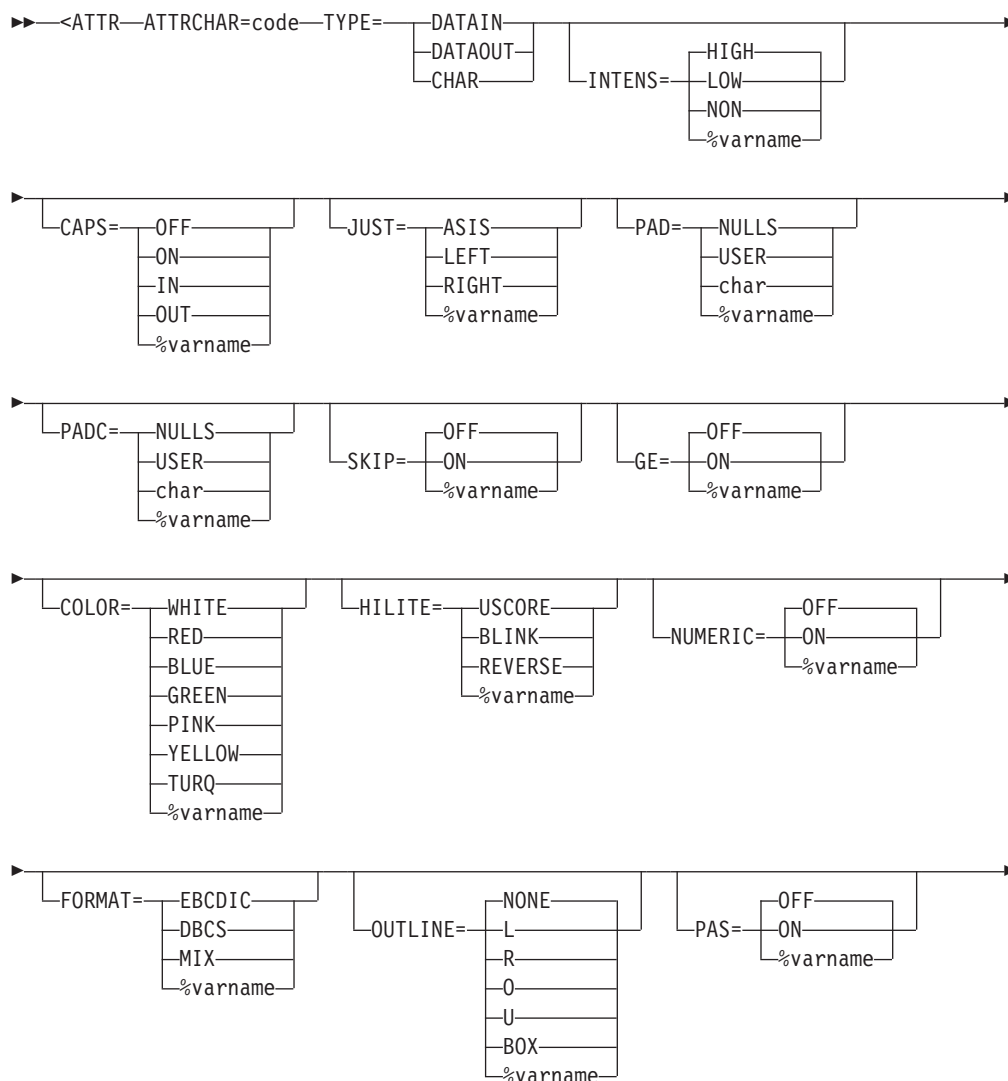 <ATTR ATTRCHAR=code TYPE= DATAIN
DATAOUT
CHAR
INTENS= HIGH
LOW
NON
%varname
CAPS= OFF
ON
IN
OUT
%varname
JUST= ASIS
LEFT
RIGHT
%varname
PAD= NULLS
USER
char
%varname
PADC= NULLS
USER
char
%varname
SKIP= OFF
ON
%varname
GE= OFF
ON
%varname
COLOR= WHITE
RED
BLUE
GREEN
PINK
YELLOW
TURQ
%varname
HILITE= USCORE
BLINK
REVERSE
%varname
NUMERIC= OFF
ON
%varname
FORMAT= EBCDIC
DBCS
MIX
%varname
OUTLINE= NONE
L
R
O
U
BOX
%varname
PAS= OFF
ON
%varname